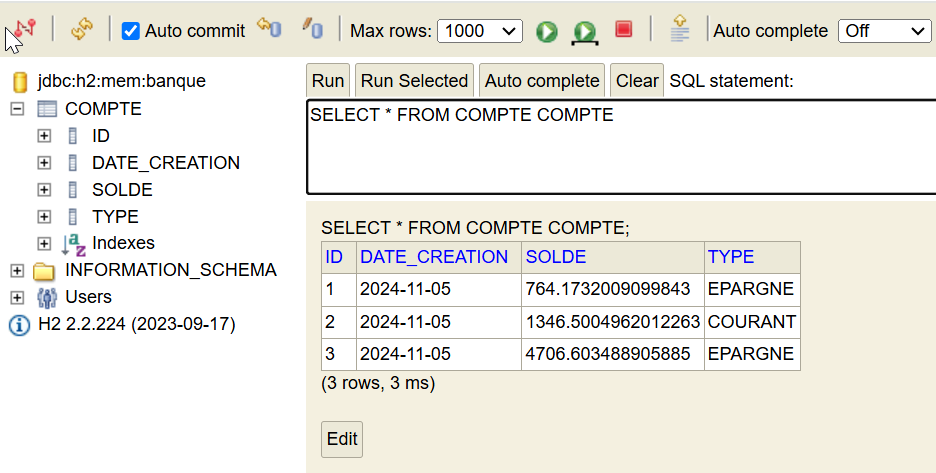 Auto commit Max rows: 1000 Auto complete Off
jdbc:h2:mem:banque
COMPTE
ID
DATE_CREATION
SOLDE
TYPE
Indexes
INFORMATION_SCHEMA
Users
H2 2.2.224 (2023-09-17)
Run Run Selected Auto complete Clear SQL statement:
SELECT * FROM COMPTE COMPTE
SELECT * FROM COMPTE COMPTE;
ID DATE_CREATION SOLDE TYPE
1 2024-11-05 764.1732009099843 EPARGNE
2 2024-11-05 1346.5004962012263 COURANT
3 2024-11-05 4706.603488905885 EPARGNE
(3 rows, 3 ms)
Edit